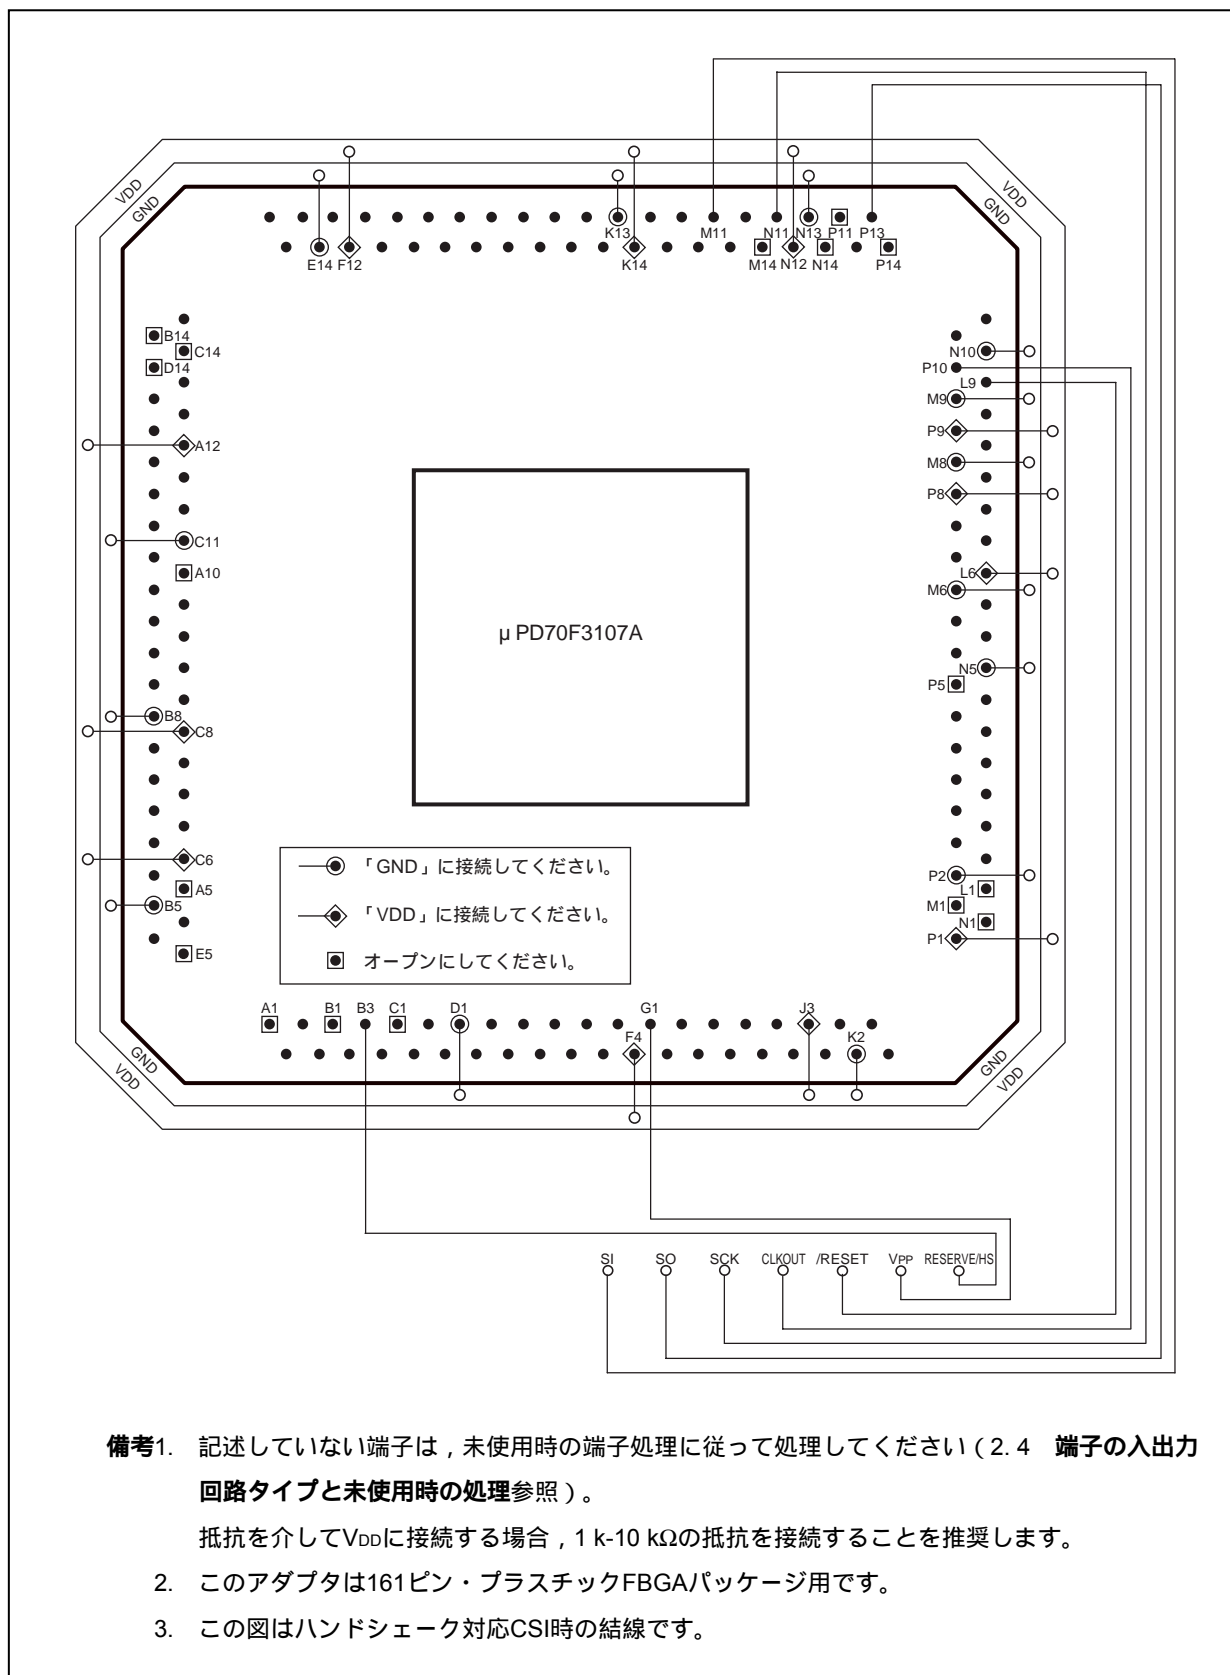 VDD
GND
VDD
GND
K13
M11
N11
N13
P11
P13
E14
F12
K14
M14
N12
N14
P14
B14
C14
D14
N10
P10
L9
M9
A12
P9
M8
P8
C11
A10
L6
M6
μ PD70F3107A
N5
P5
B8
C8
C6
「GND」に接続してください。
P2
A5
L1
B5
「VDD」に接続してください。
M1
N1
P1
E5
オープンにしてください。
A1
B1
B3
C1
D1
G1
J3
F4
K2
GND
VDD
GND
VDD
SI
SO
SCK
CLKOUT
/RESET
VPP
RESERVE/HS
備考1. 記述していない端子は，未使用時の端子処理に従って処理してください（2. 4 端子の入出力
回路タイプと未使用時の処理参照）。
抵抗を介してVDDに接続する場合，1 k-10 kΩの抵抗を接続することを推奨します。
2. このアダプタは161ピン・プラスチックFBGAパッケージ用です。
3. この図はハンドシェーク対応CSI時の結線です。